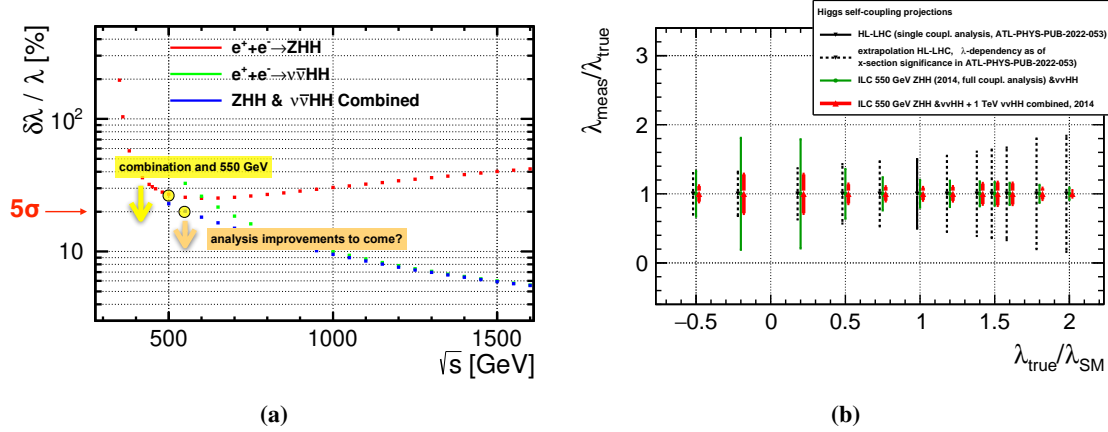 δλ / λ [%]
10²
10
e⁺+e⁻→ZHH
e⁺+e⁻→νν̄HH
ZHH & νν̄HH Combined
combination and 550 GeV
5σ
analysis improvements to come?
500
1000
1500
√s [GeV]
(a)
λmeas/λtrue
4
3
2
1
0
Higgs self-coupling projections
HL-LHC (single coupl. analysis, ATL-PHYS-PUB-2022-053)
extrapolation HL-LHC, λ-dependency as of
x-section significance in ATL-PHYS-PUB-2022-053)
ILC 550 GeV ZHH (2014, full coupl. analysis) &vvHH
ILC 550 GeV ZHH &vvHH + 1 TeV vvHH combined, 2014
−0.5
0
0.5
1
1.5
2
λtrue/λSM
(b)